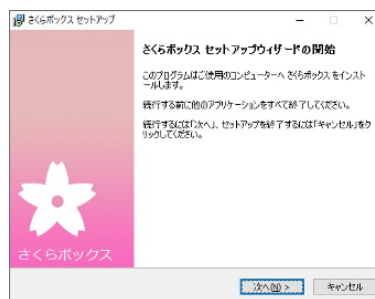 さくらボックス セットアップ
さくらボックス セットアップウィザードの開始
このプログラムはご使用のコンピューターへ さくらボックス をインスト
ールします。
続行する前に他のアプリケーションをすべて終了してください。
続行するには「次へ」、セットアップを終了するには「キャンセル」をク
リックしてください。
さくらボックス
次へ(N) >
キャンセル